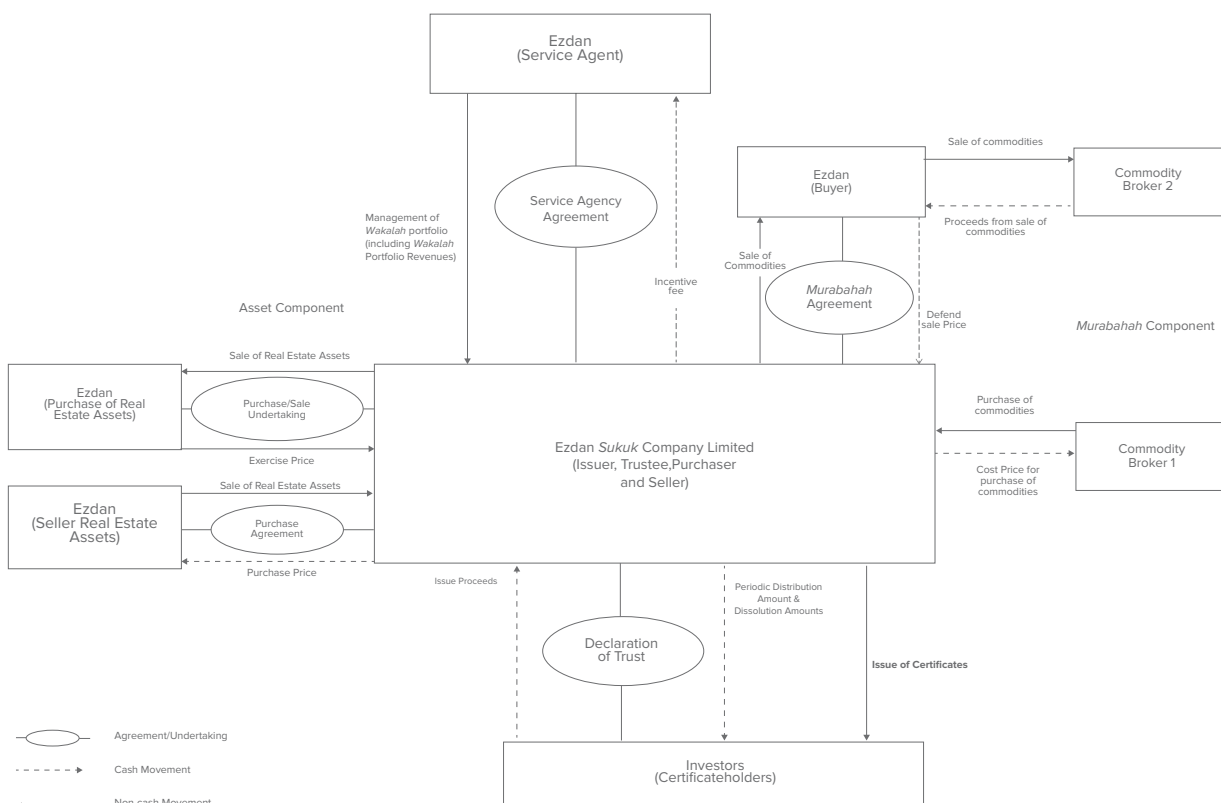 Ezdan
(Service Agent)
Service Agency
Agreement
Management of
Wakalah portfolio
(including Wakalah
Portfolio Revenues)
Incentive
fee
Ezdan
(Buyer)
Sale of commodities
Commodity
Broker 2
Proceeds from sale of
commodities
Sale of
Commodities
Murabahah
Agreement
Defend
sale Price
Asset Component
Murabahah Component
Sale of Real Estate Assets
Ezdan
(Purchase of Real
Estate Assets)
Purchase/Sale
Undertaking
Exercise Price
Ezdan Sukuk Company Limited
(Issuer, Trustee,Purchaser
and Seller)
Purchase of
commodities
Commodity
Broker 1
Cost Price for
purchase of
commodities
Sale of Real Estate Assets
Ezdan
(Seller Real Estate
Assets)
Purchase
Agreement
Purchase Price
Issue Proceeds
Declaration
of Trust
Periodic Distribution
Amount &
Dissolution Amounts
Issue of Certificates
Investors
(Certificateholders)
Agreement/Undertaking
Cash Movement
Non-cash Movement